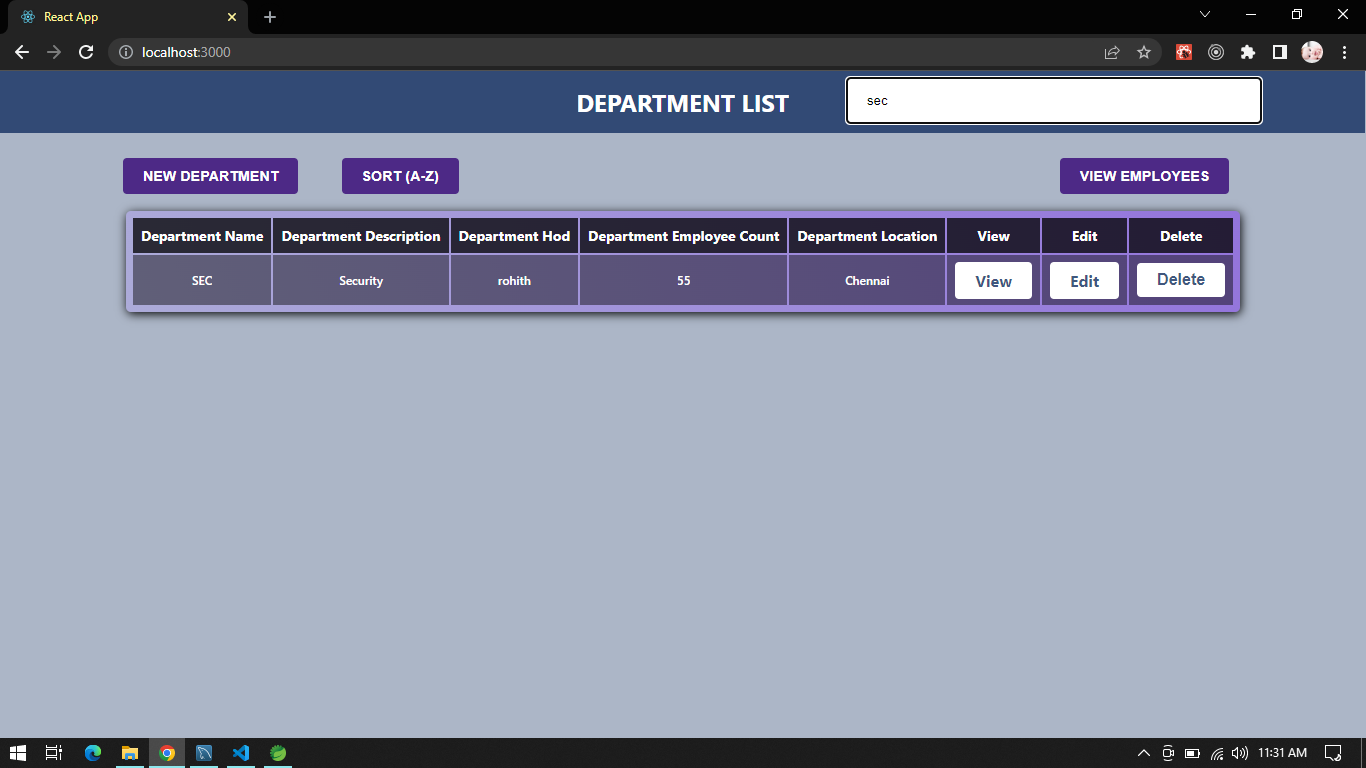 React App
localhost:3000
DEPARTMENT LIST sec
NEW DEPARTMENT SORT (A-Z) VIEW EMPLOYEES
Department Name Department Description Department Hod Department Employee Count Department Location View Edit Delete
SEC Security rohith 55 Chennai View Edit Delete
11:31 AM